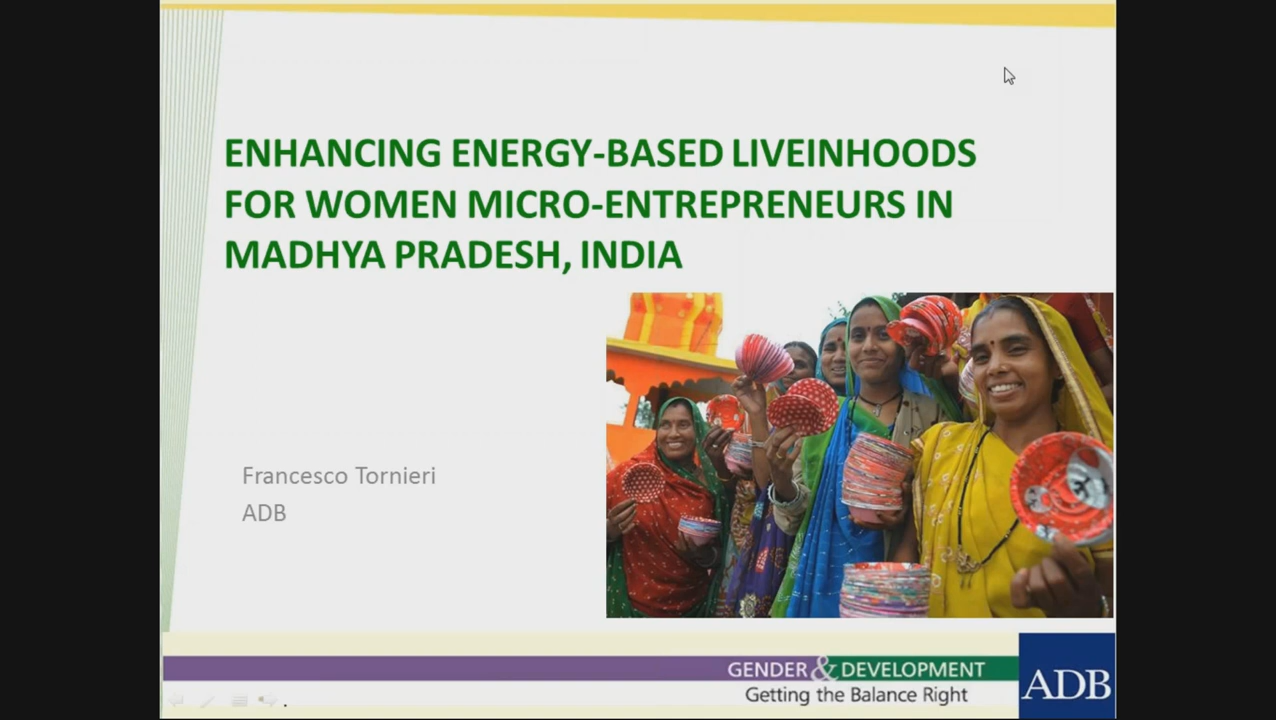 ENHANCING ENERGY-BASED LIVEINHOODS
FOR WOMEN MICRO-ENTREPRENEURS IN
MADHYA PRADESH, INDIA
Francesco Tornieri
ADB
GENDER & DEVELOPMENT
Getting the Balance Right
ADB